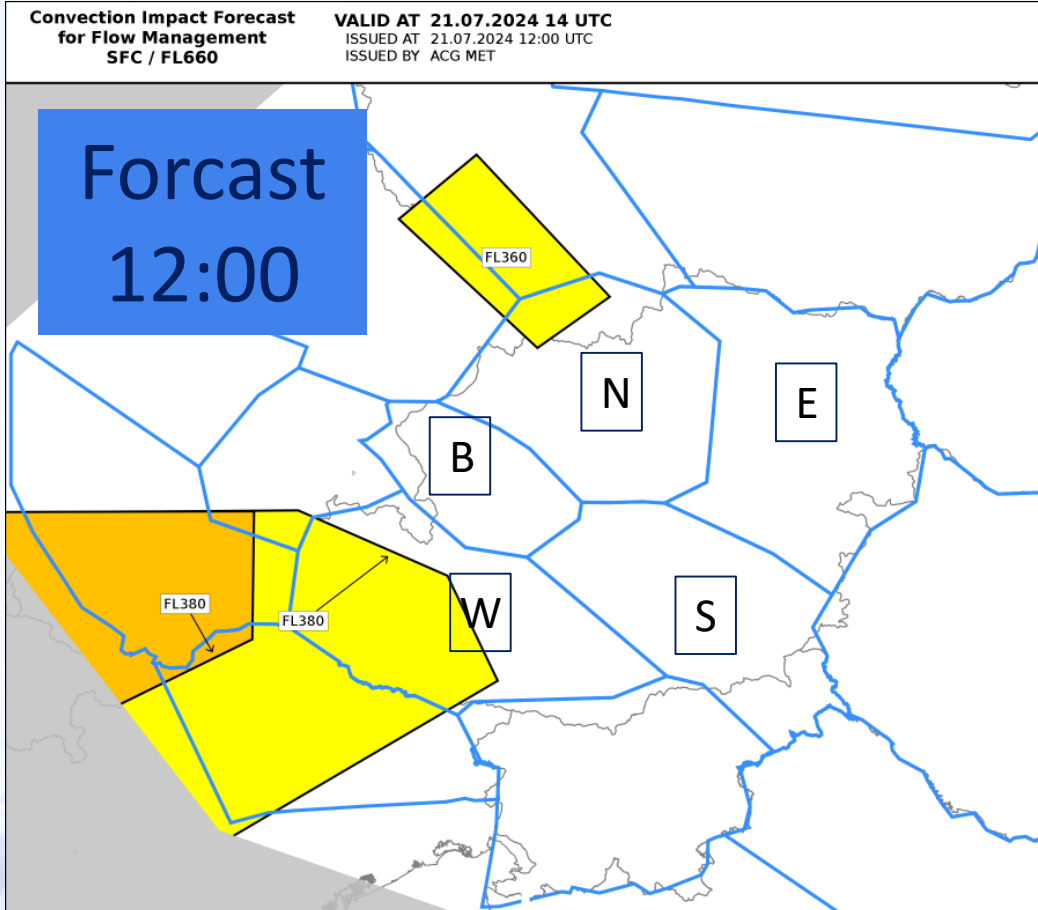 Convection Impact Forecast
for Flow Management
SFC / FL660
VALID AT 21.07.2024 14 UTC
ISSUED AT 21.07.2024 12:00 UTC
ISSUED BY ACG MET
Forcast
12:00
FL360
N
E
B
FL380
FL380
W
S